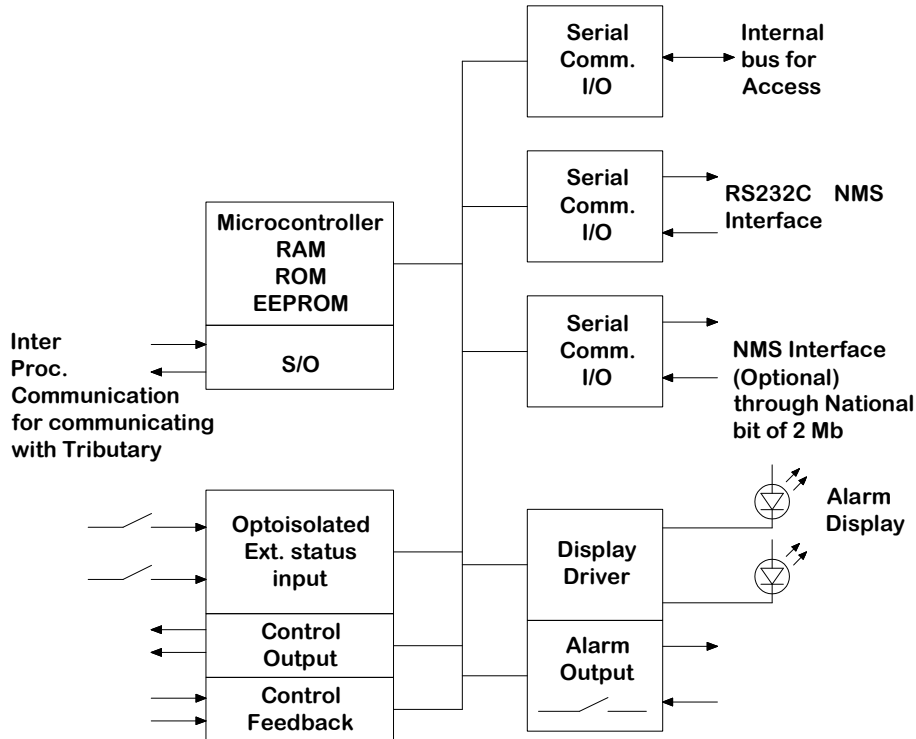 Serial
Comm.
I/O
Internal
bus for
Access
Serial
Comm.
I/O
RS232C NMS
Interface
Microcontroller
RAM
ROM
EEPROM
S/O
Inter
Proc.
Communication
for communicating
with Tributary
Serial
Comm.
I/O
NMS Interface
(Optional)
through National
bit of 2 Mb
Optoisolated
Ext. status
input
Control
Output
Control
Feedback
Display
Driver
Alarm
Output
Alarm
Display